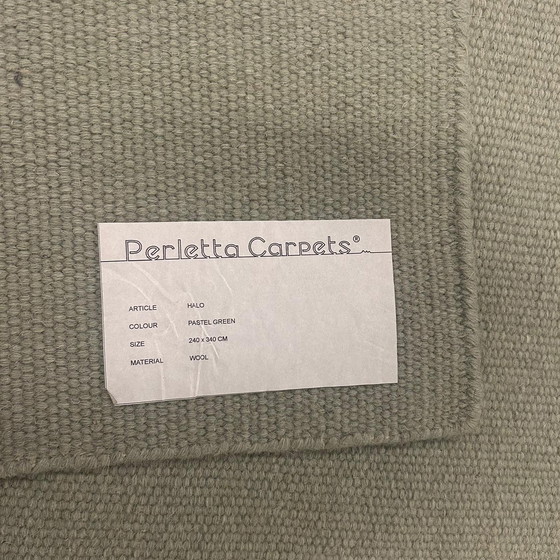 Perletta Carpets®
ARTICLE HALO
COLOUR PASTEL GREEN
SIZE 240 x 340 CM
MATERIAL WOOL